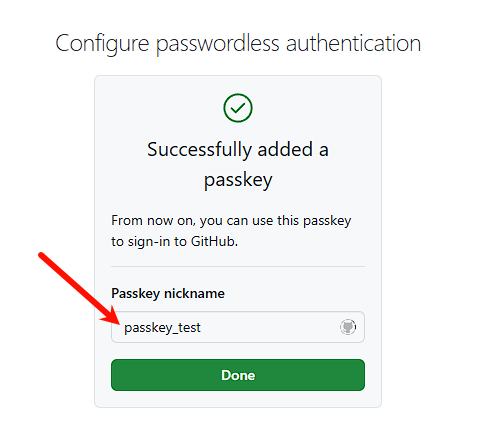 Configure passwordless authentication
Successfully added a
passkey
From now on, you can use this passkey
to sign-in to GitHub.
Passkey nickname
passkey_test
Done